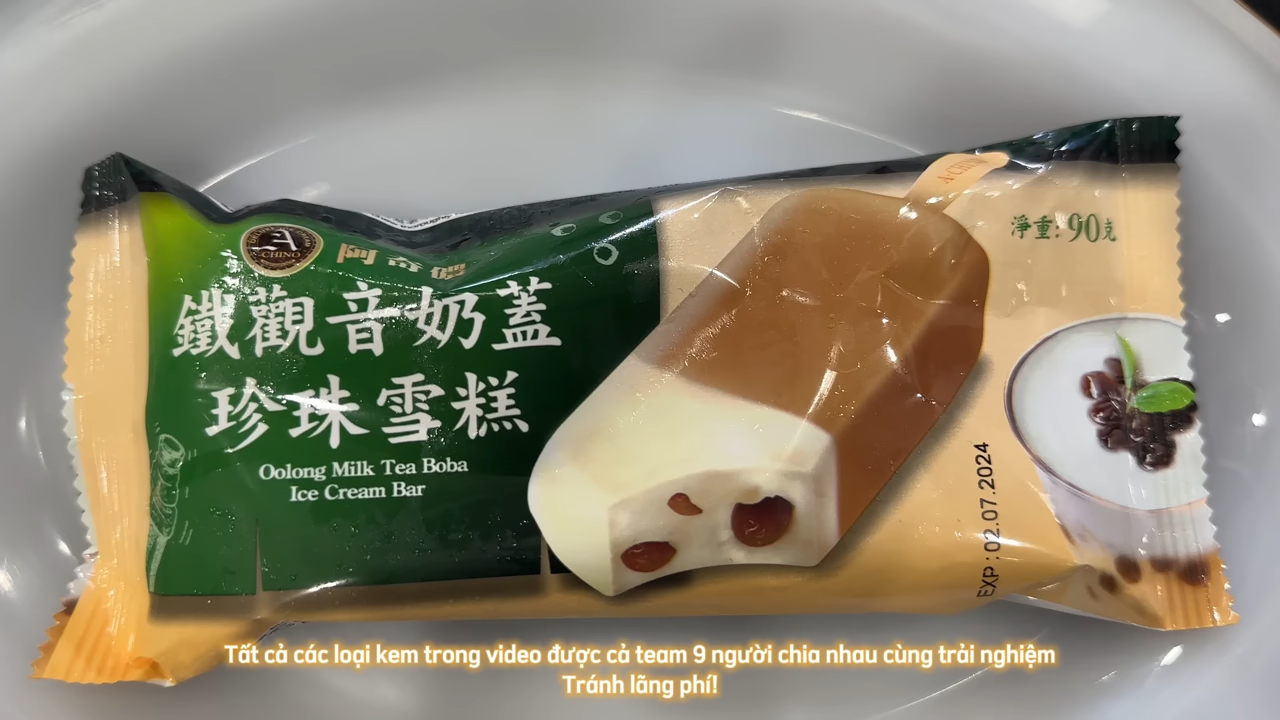 A
A-CHINO
阿奇儂
鐵觀音奶蓋
珍珠雪糕
Oolong Milk Tea Boba
Ice Cream Bar
A-CHINO
淨重:90克
EXP : 02.07.2024
Tất cả các loại kem trong video được cả team 9 người chia nhau cùng trải nghiệm
Tránh lãng phí!